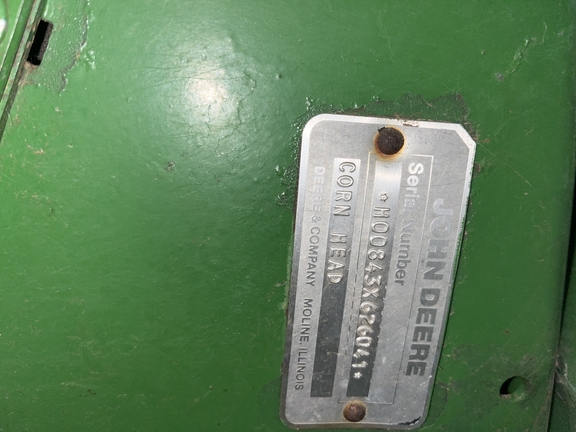 JOHN DEERE
Serial Number
*H00843X626041*
CORN HEAD
DEERE & COMPANY MOLINE, ILLINOIS